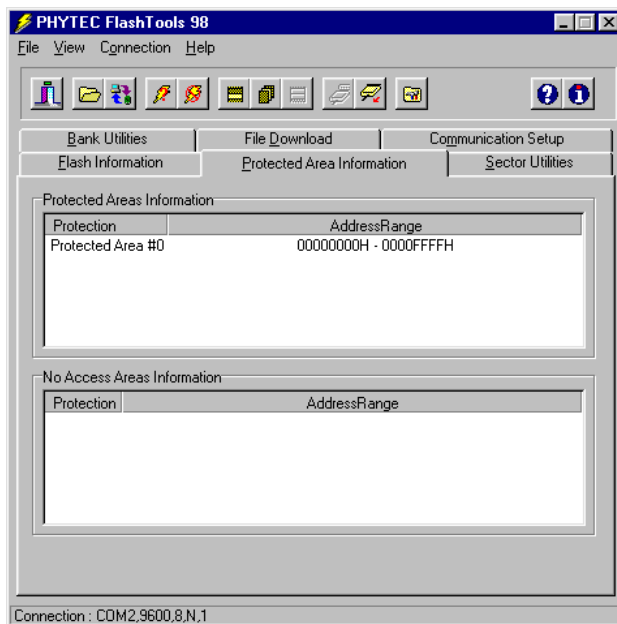 PHYTEC FlashTools 98
File View Connection Help
Bank Utilities File Download Communication Setup
Flash Information Protected Area Information Sector Utilities
Protected Areas Information
Protection AddressRange
Protected Area #0 00000000H - 0000FFFFH
No Access Areas Information
Protection AddressRange
Connection : COM2,9600,8,N,1